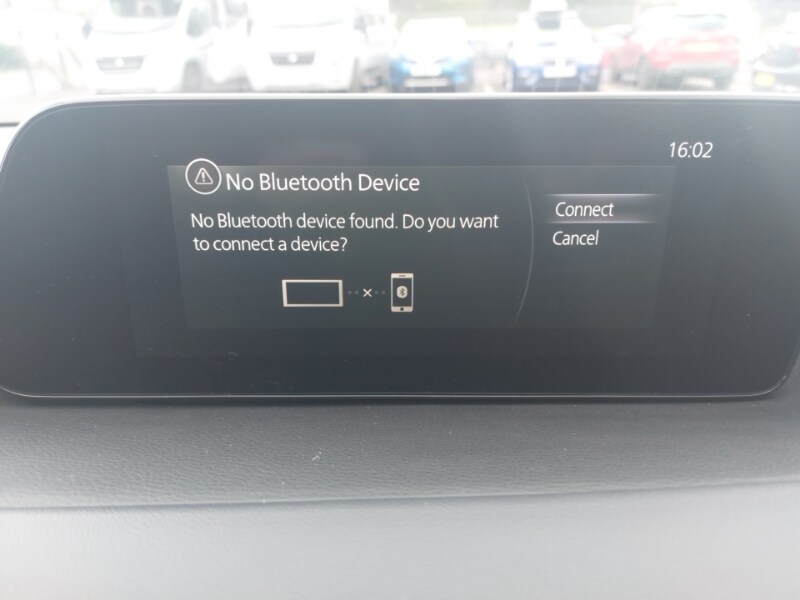 16:02
No Bluetooth Device
No Bluetooth device found. Do you want
to connect a device?
Connect
Cancel